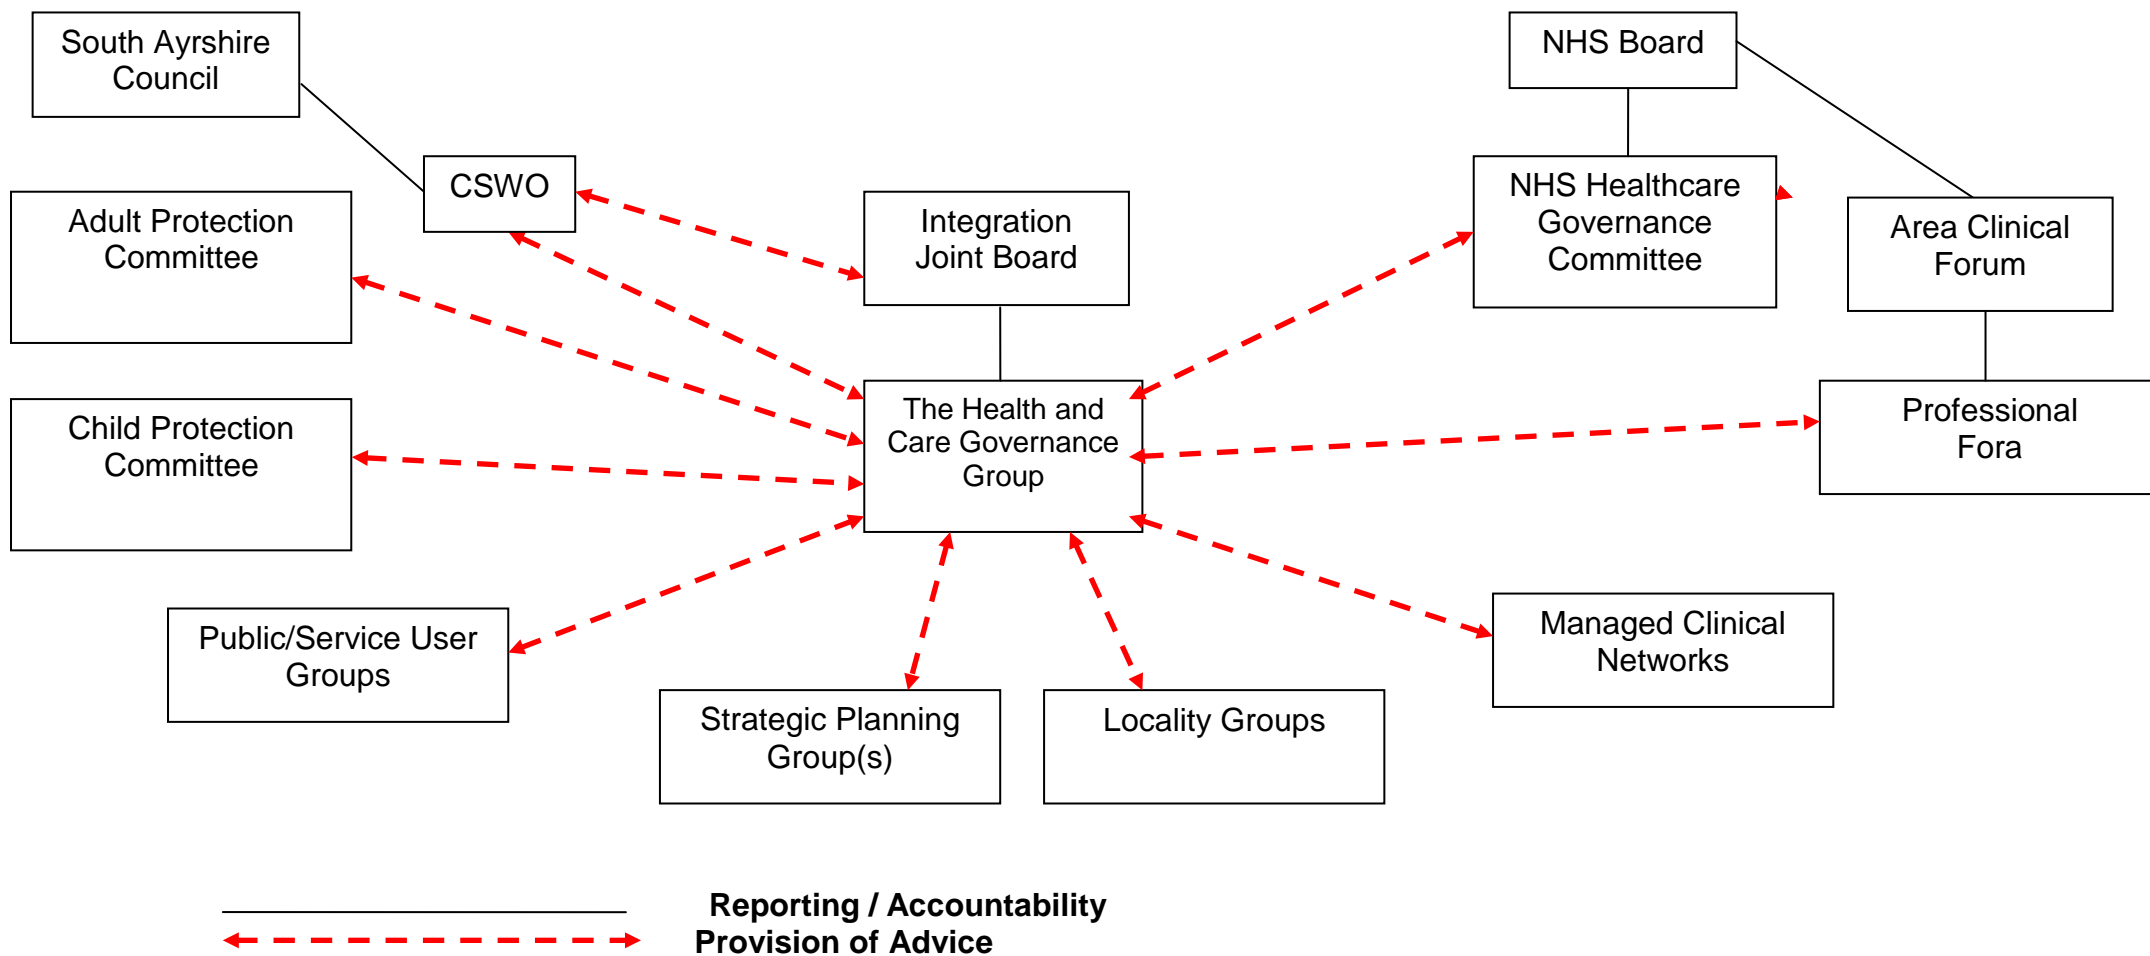 South Ayrshire
Council
NHS Board
CSWO
Adult Protection
Committee
Integration
Joint Board
NHS Healthcare
Governance
Committee
Area Clinical
Forum
Child Protection
Committee
The Health and
Care Governance
Group
Professional
Fora
Public/Service User
Groups
Managed Clinical
Networks
Strategic Planning
Group(s)
Locality Groups
Reporting / Accountability
Provision of Advice